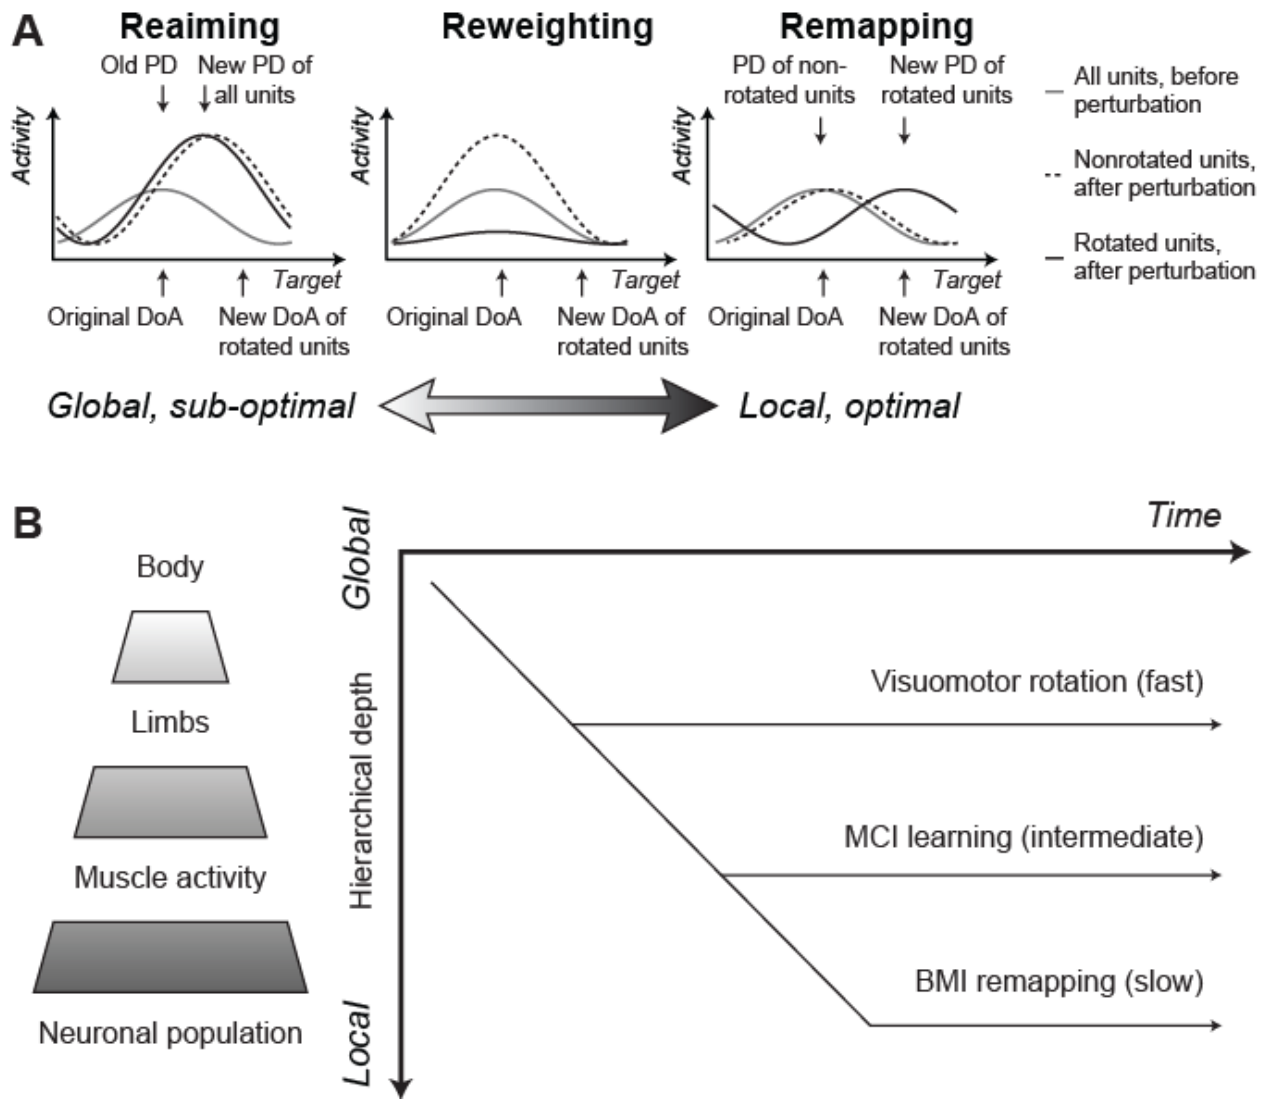 A
Reaiming
Reweighting
Remapping
Old PD
New PD of
all units
PD of non-
rotated units
New PD of
rotated units
All units, before
perturbation
Nonrotated units,
after perturbation
Rotated units,
after perturbation
Activity
Activity
Activity
Target
Target
Target
Original DoA
New DoA of
rotated units
Original DoA
New DoA of
rotated units
Original DoA
New DoA of
rotated units
Global, sub-optimal
Local, optimal
B
Body
Limbs
Muscle activity
Neuronal population
Global
Hierarchical depth
Local
Time
Visuomotor rotation (fast)
MCI learning (intermediate)
BMI remapping (slow)